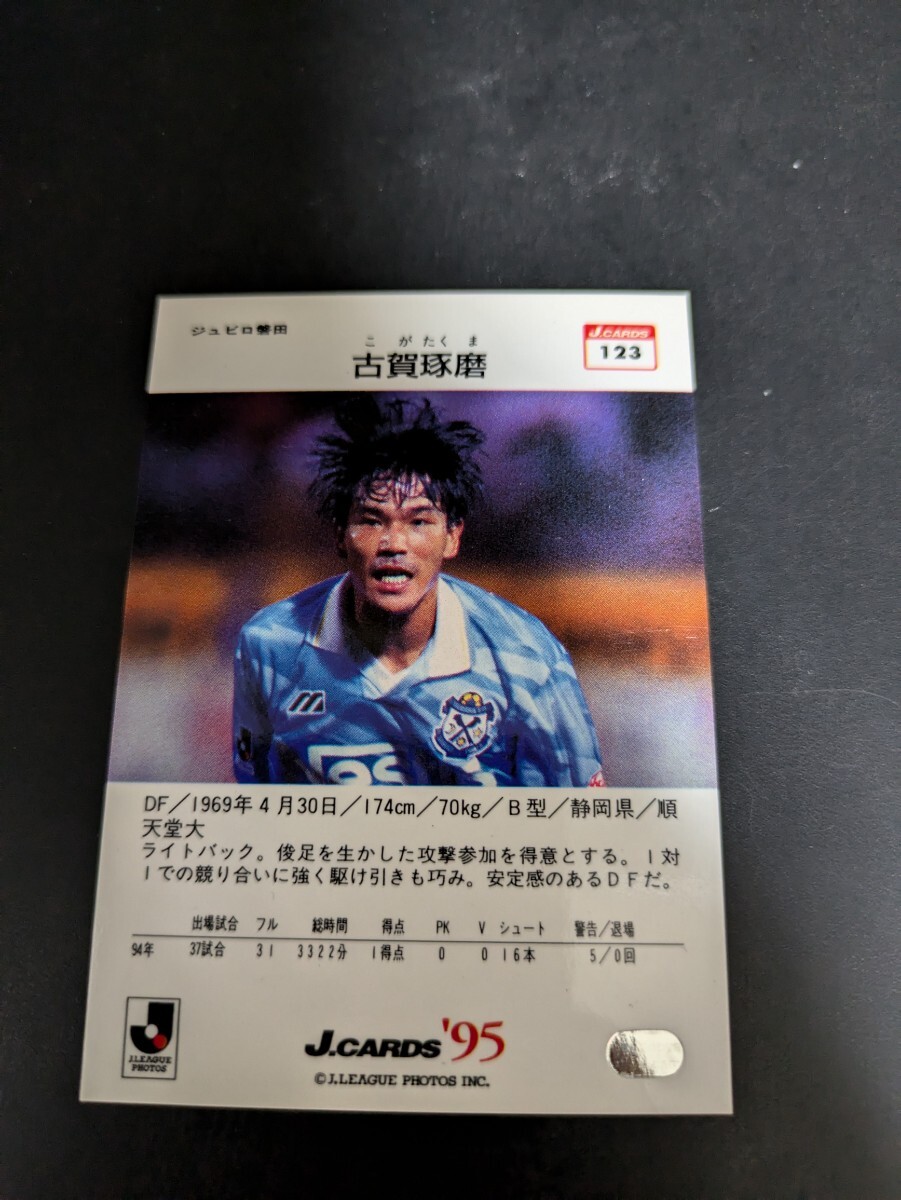 ジュビロ磐田
J.CARDS
123
こ が たく ま
古賀琢磨
DF／1969年4月30日／174cm／70kg／B型／静岡県／順
天堂大
ライトバック。俊足を生かした攻撃参加を得意とする。1対
1での競り合いに強く駆け引きも巧み。安定感のあるDFだ。
出場試合 フル 総時間 得点 PK V シュート 警告/退場
94年 37試合 31 3322分 1得点 0 0 16本 5/0回
J.LEAGUE
PHOTOS
J.CARDS '95
©J.LEAGUE PHOTOS INC.